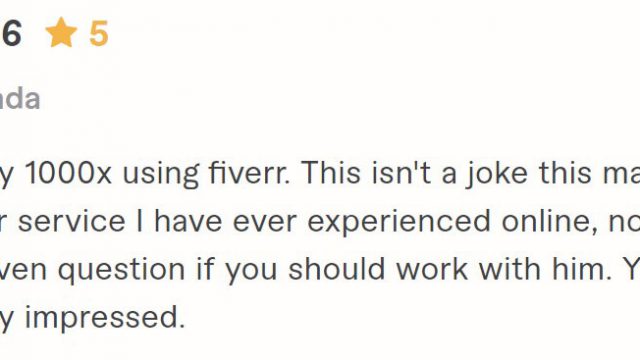 6 5
nda
y 1000x using fiverr. This isn't a joke this ma
r service I have ever experienced online, no
ven question if you should work with him. Y
y impressed.